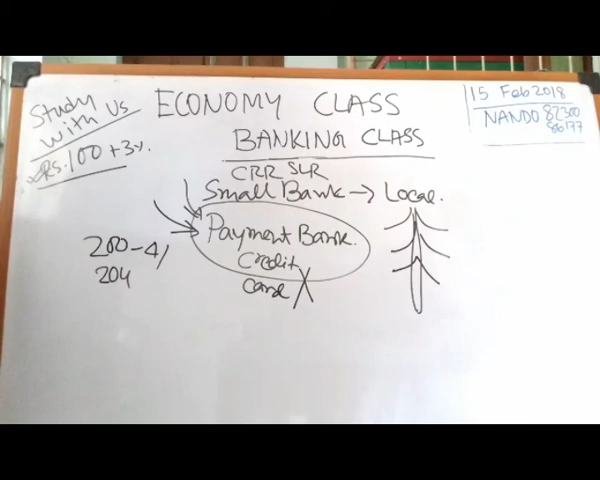 Study
with Us
Rs.100 + 3%.
ECONOMY CLASS
BANKING CLASS
15 Feb 2018
NANDO 82300
86177
CRR SLR
Small Bank → Local.
Payment Bank.
Credit
Card X
200-4/
204